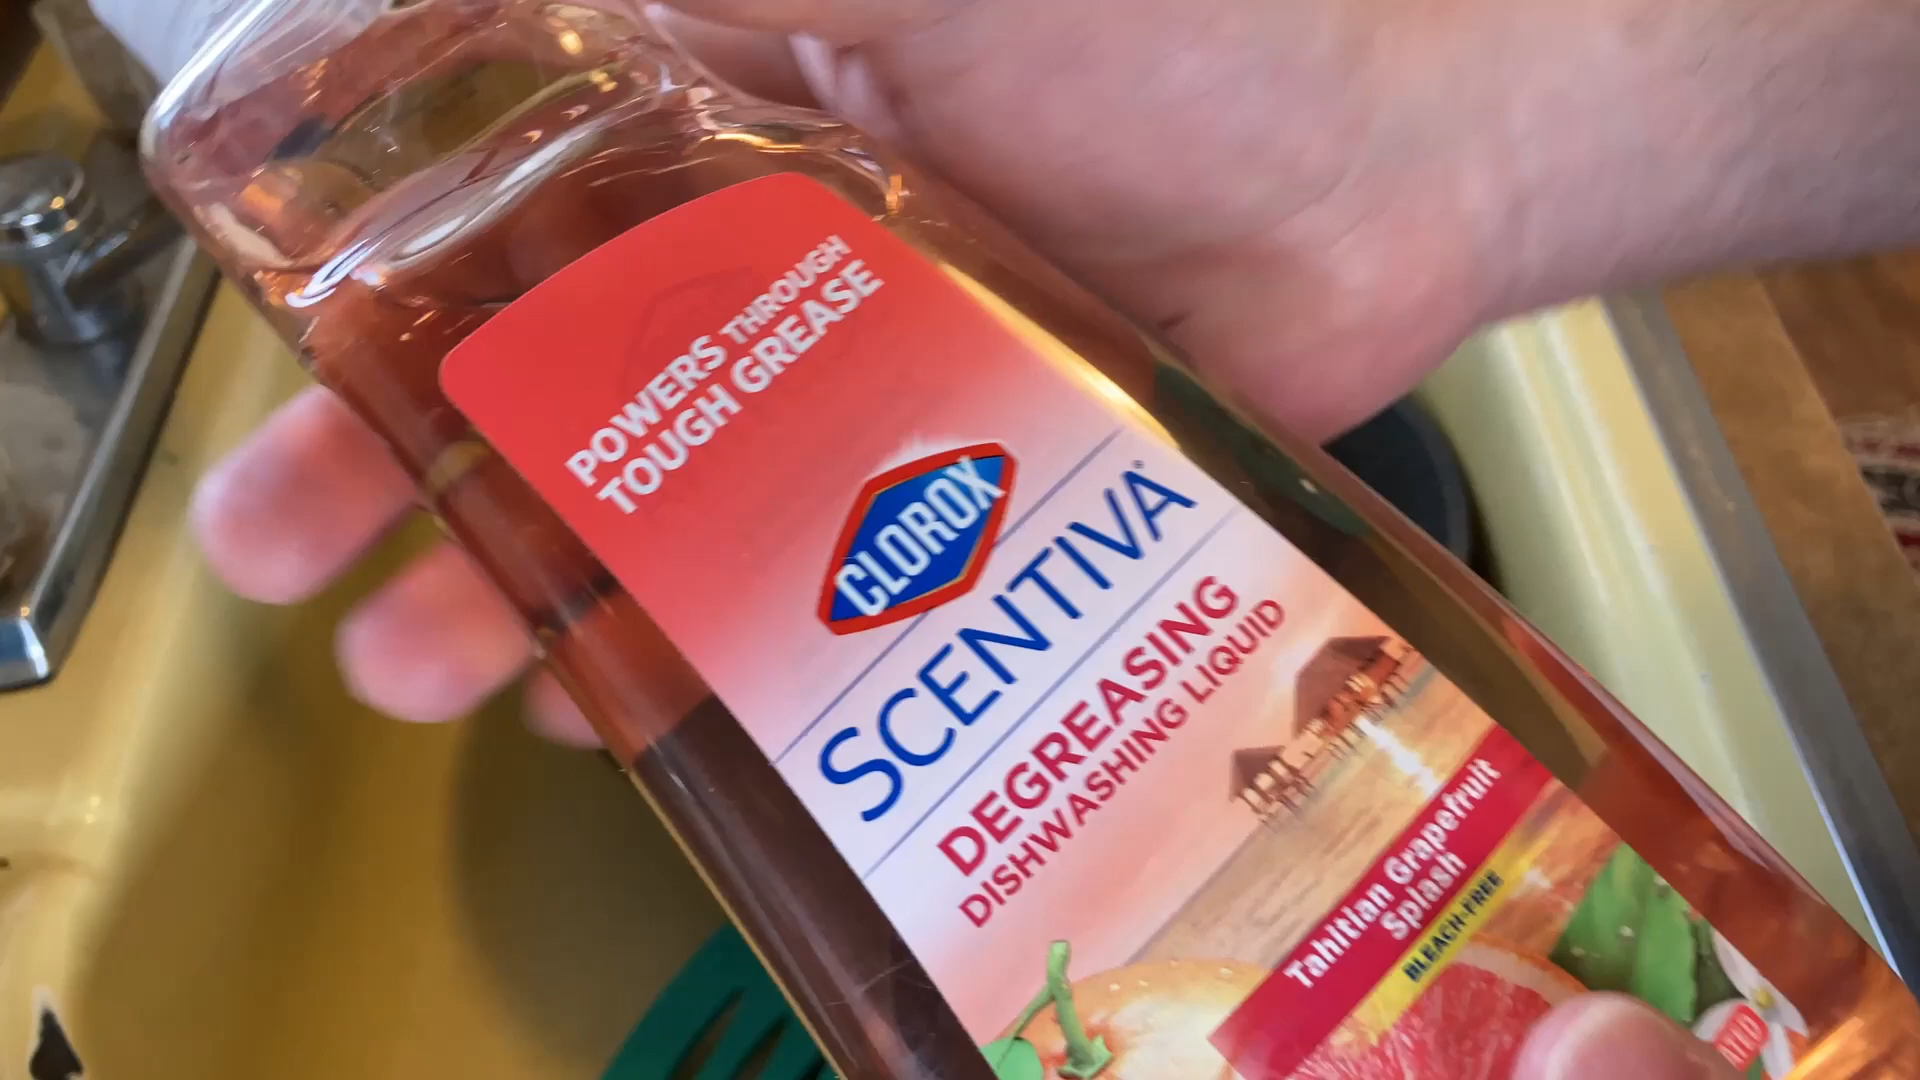 POWERS THROUGH
TOUGH GREASE
CLOROX
SCENTIVA®
DEGREASING
DISHWASHING LIQUID
Tahitian Grapefruit
Splash
BLEACH-FREE